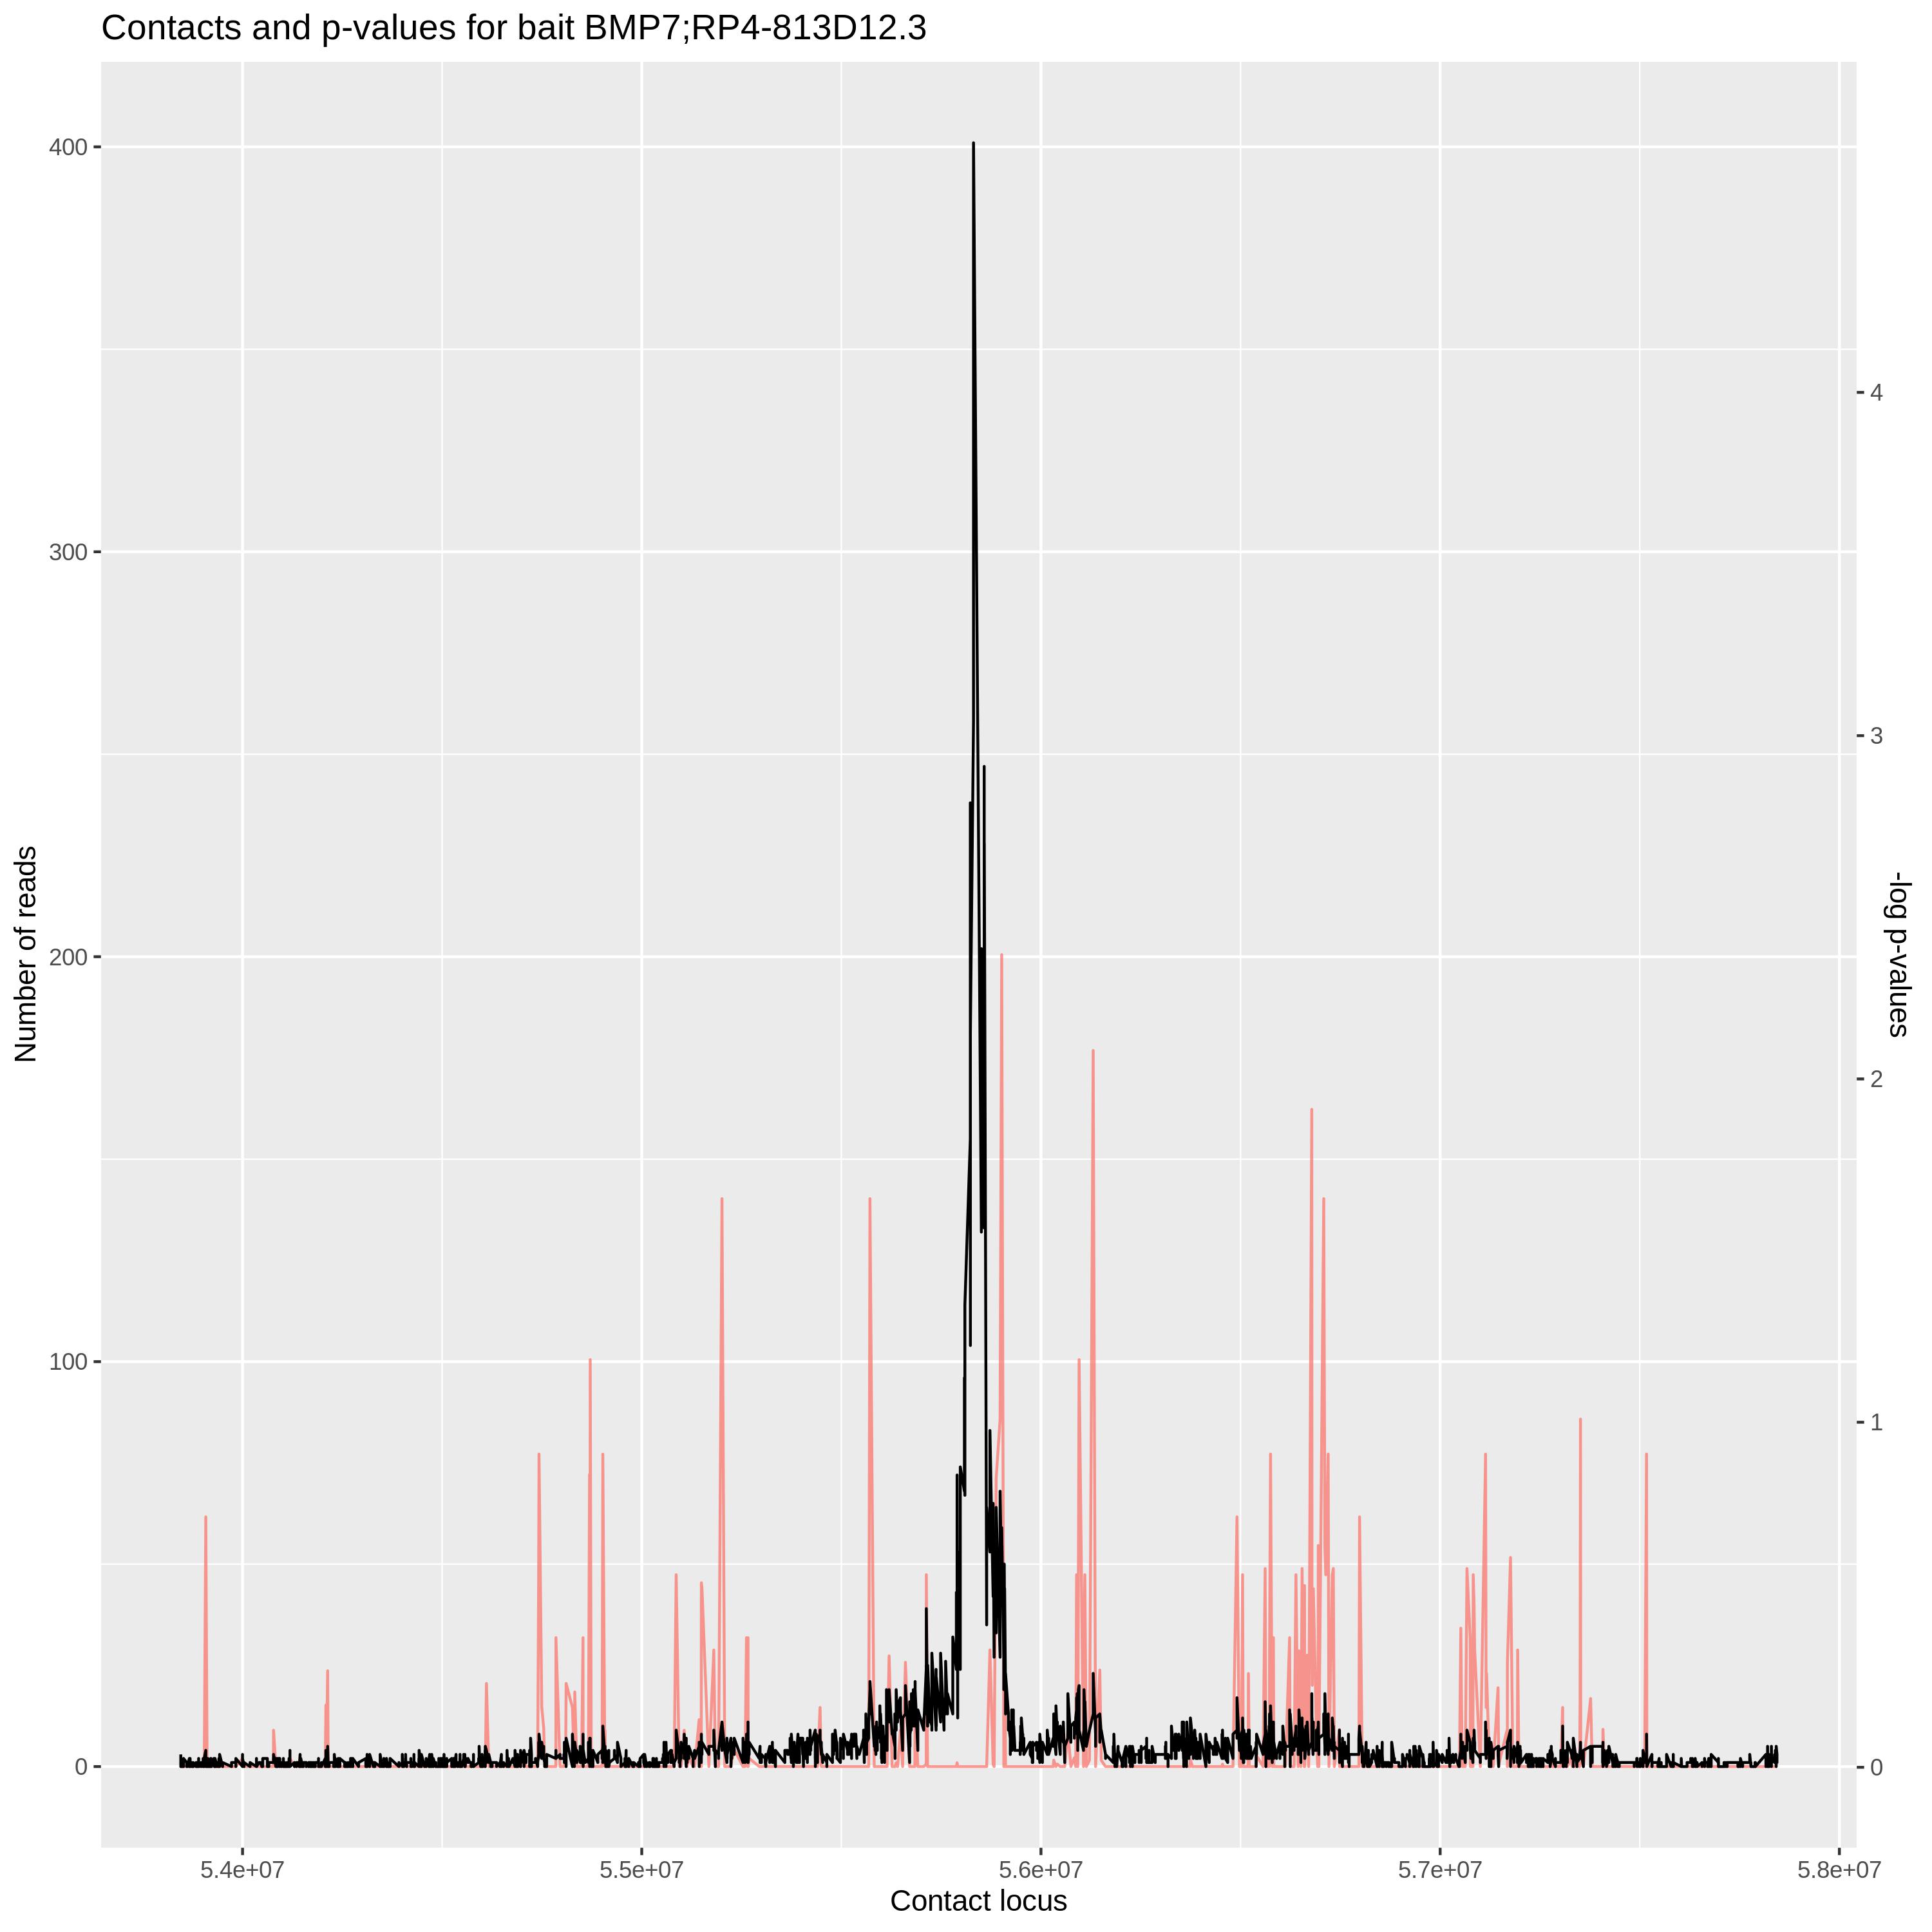 Contacts and p-values for bait BMP7;RP4-813D12.3
400
300
200
100
0
Number of reads
4
3
2
1
0
-log p-values
5.4e+07
5.5e+07
5.6e+07
5.7e+07
5.8e+07
Contact locus